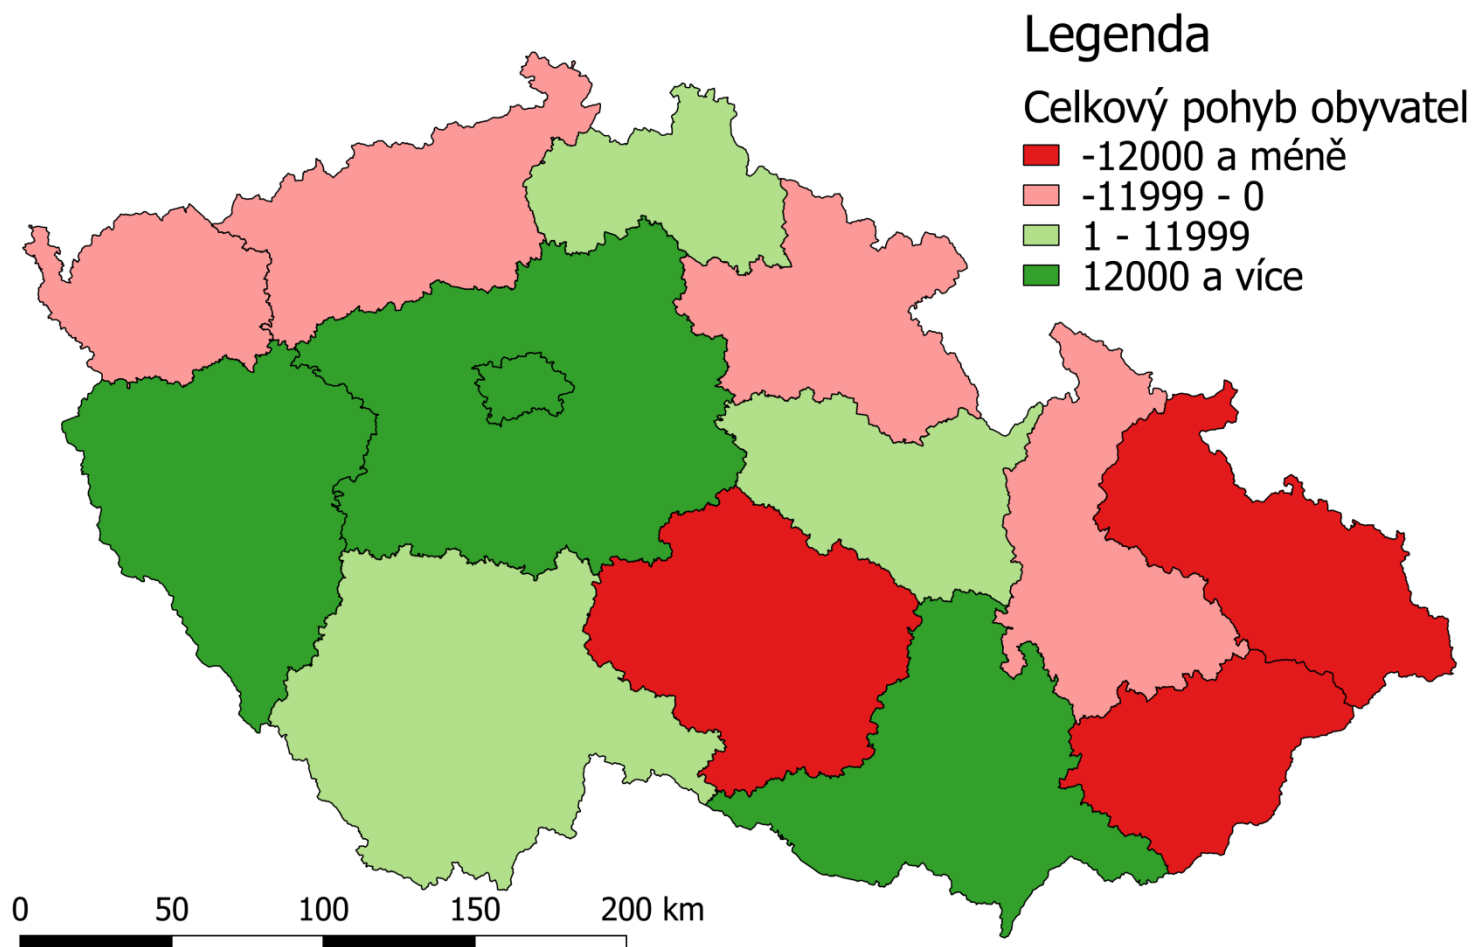 Legenda
Celkový pohyb obyvatel
-12000 a méně
-11999 - 0
1 - 11999
12000 a více
0 50 100 150 200 km